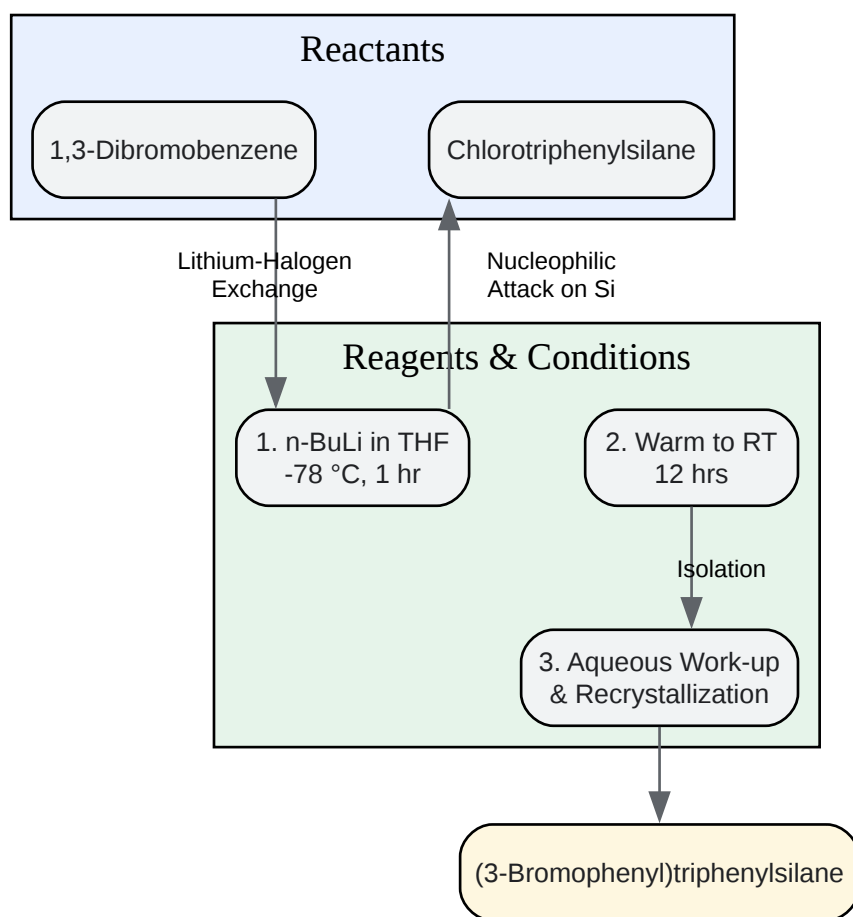 Reactants
1,3-Dibromobenzene
Chlorotriphenylsilane
Lithium-Halogen
Exchange
Nucleophilic
Attack on Si
Reagents & Conditions
1. n-BuLi in THF
-78 °C, 1 hr
2. Warm to RT
12 hrs
Isolation
3. Aqueous Work-up
& Recrystallization
(3-Bromophenyl)triphenylsilane